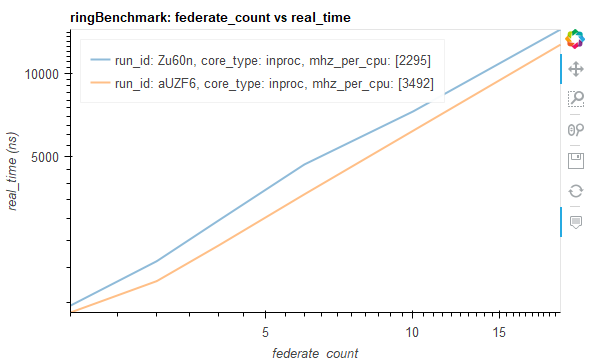 ringBenchmark: federate_count vs real_time
run_id: Zu60n, core_type: inproc, mhz_per_cpu: [2295]
run_id: aUZF6, core_type: inproc, mhz_per_cpu: [3492]
10000
5000
real_time (ns)
5
10
15
federate_count